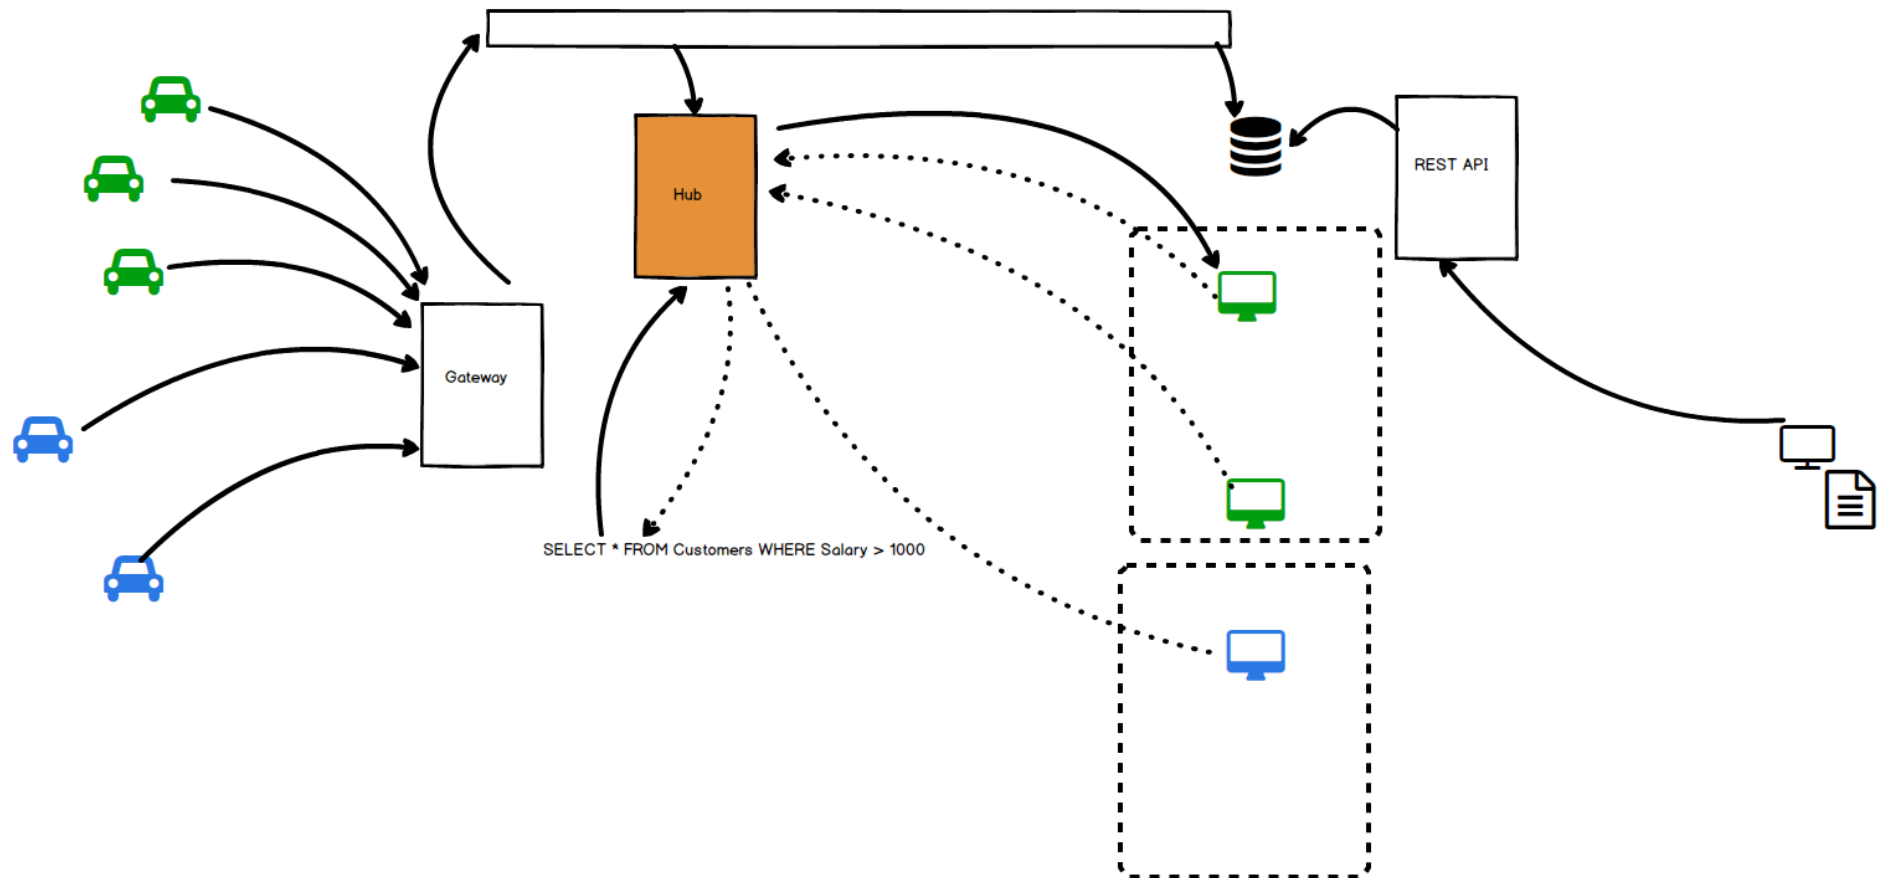 Hub
REST API
Gateway
SELECT * FROM Customers WHERE Salary > 1000